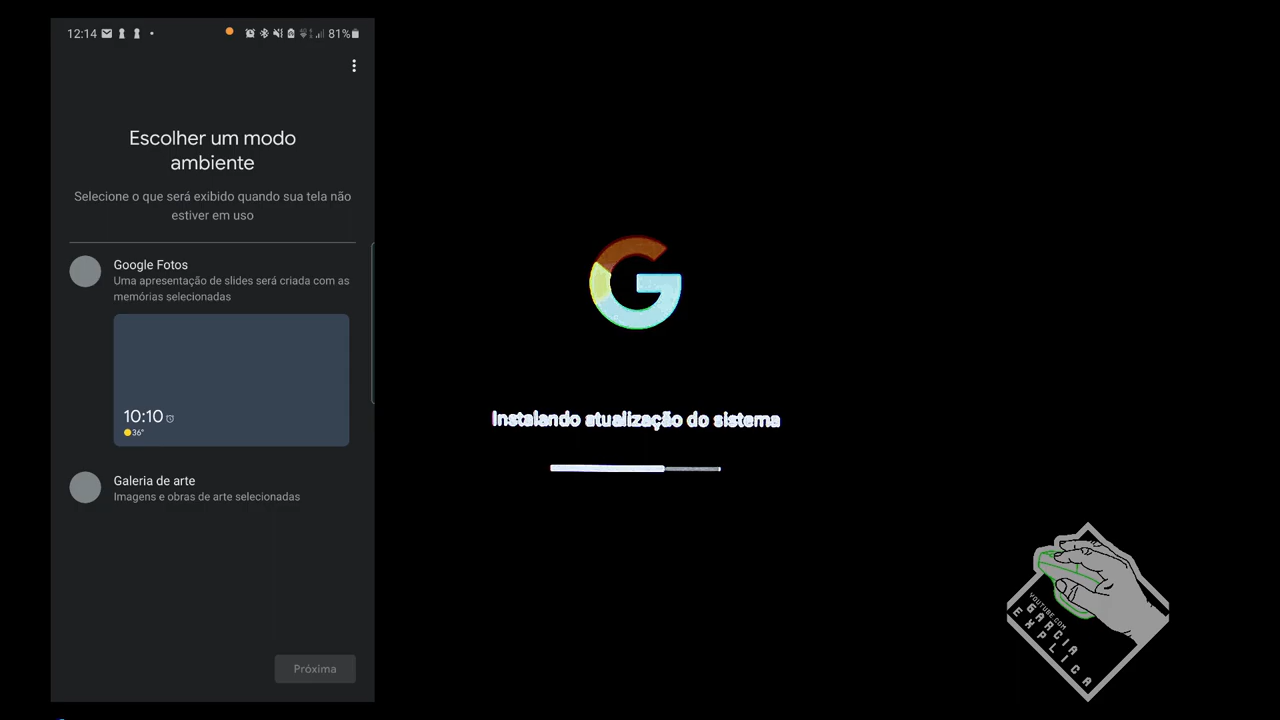 12:14
81%
Escolher um modo
ambiente
Selecione o que será exibido quando sua tela não
estiver em uso
Google Fotos
Uma apresentação de slides será criada com as
memórias selecionadas
10:10
36°
Galeria de arte
Imagens e obras de arte selecionadas
Próxima
Instalando atualização do sistema
YOUTUBE.COM
GARCIA
EXPLICA